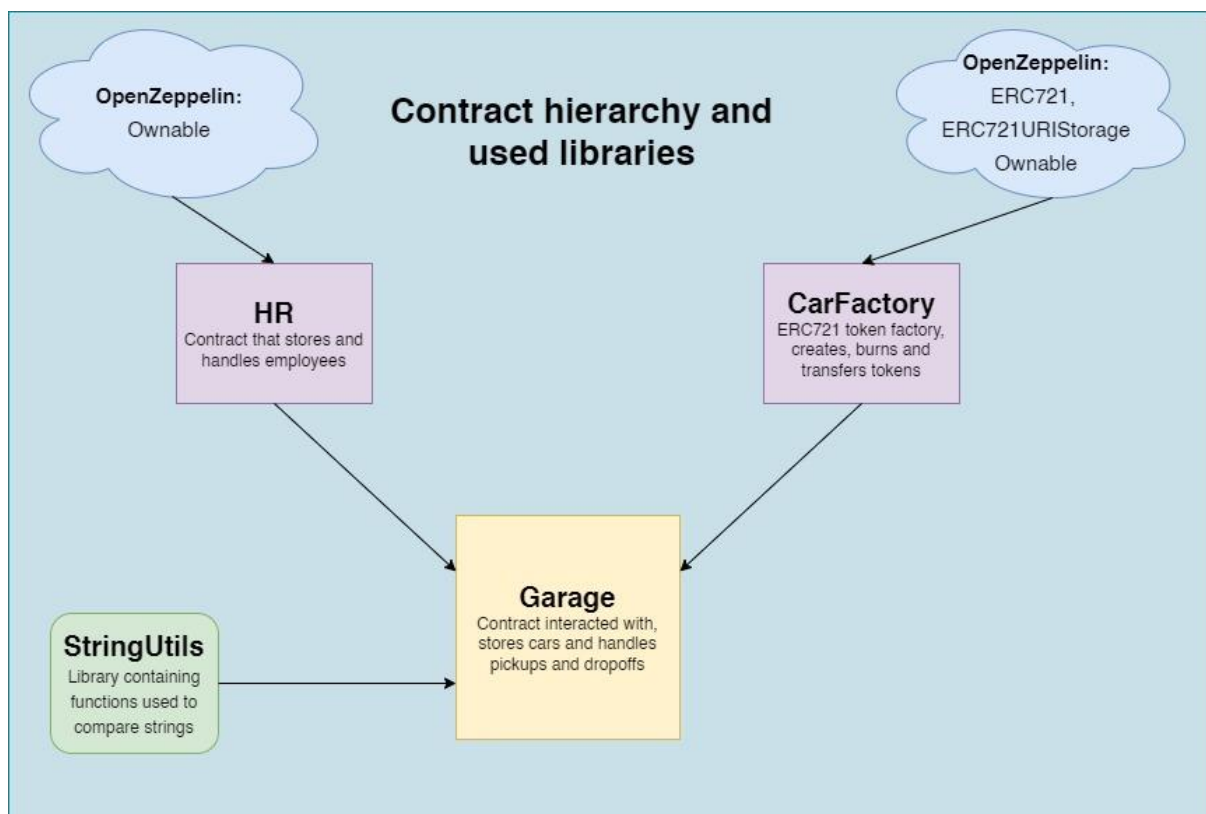 OpenZeppelin:
Ownable
Contract hierarchy and
used libraries
OpenZeppelin:
ERC721,
ERC721URIStorage
Ownable
HR
Contract that stores and
handles employees
CarFactory
ERC721 token factory,
creates, burns and
transfers tokens
Garage
Contract interacted with,
stores cars and handles
pickups and dropoffs
StringUtils
Library containing
functions used to
compare strings